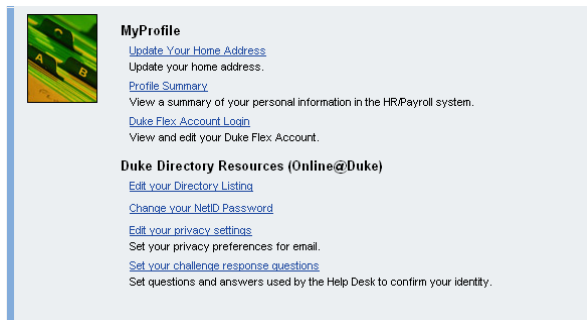 MyProfile
Update Your Home Address
Update your home address.
Profile Summary
View a summary of your personal information in the HR/Payroll system.
Duke Flex Account Login
View and edit your Duke Flex Account.
Duke Directory Resources (Online@Duke)
Edit your Directory Listing
Change your NetID Password
Edit your privacy settings
Set your privacy preferences for email.
Set your challenge response questions
Set questions and answers used by the Help Desk to confirm your identity.
C
A
B